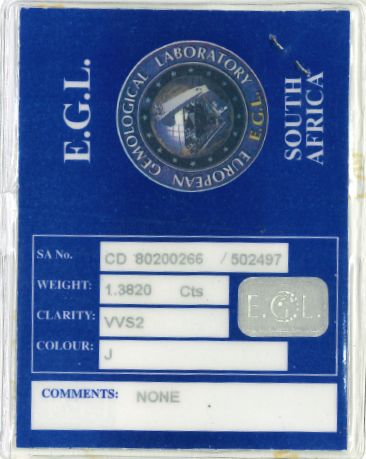 E.G.L.
EUROPEAN GEMOLOGICAL LABORATORY
E.G.L.
SOUTH
AFRICA
SA No. CD 80200266 / 502497
WEIGHT: 1.3820 Cts
CLARITY: VVS2
E.G.L.
COLOUR: J
COMMENTS: NONE